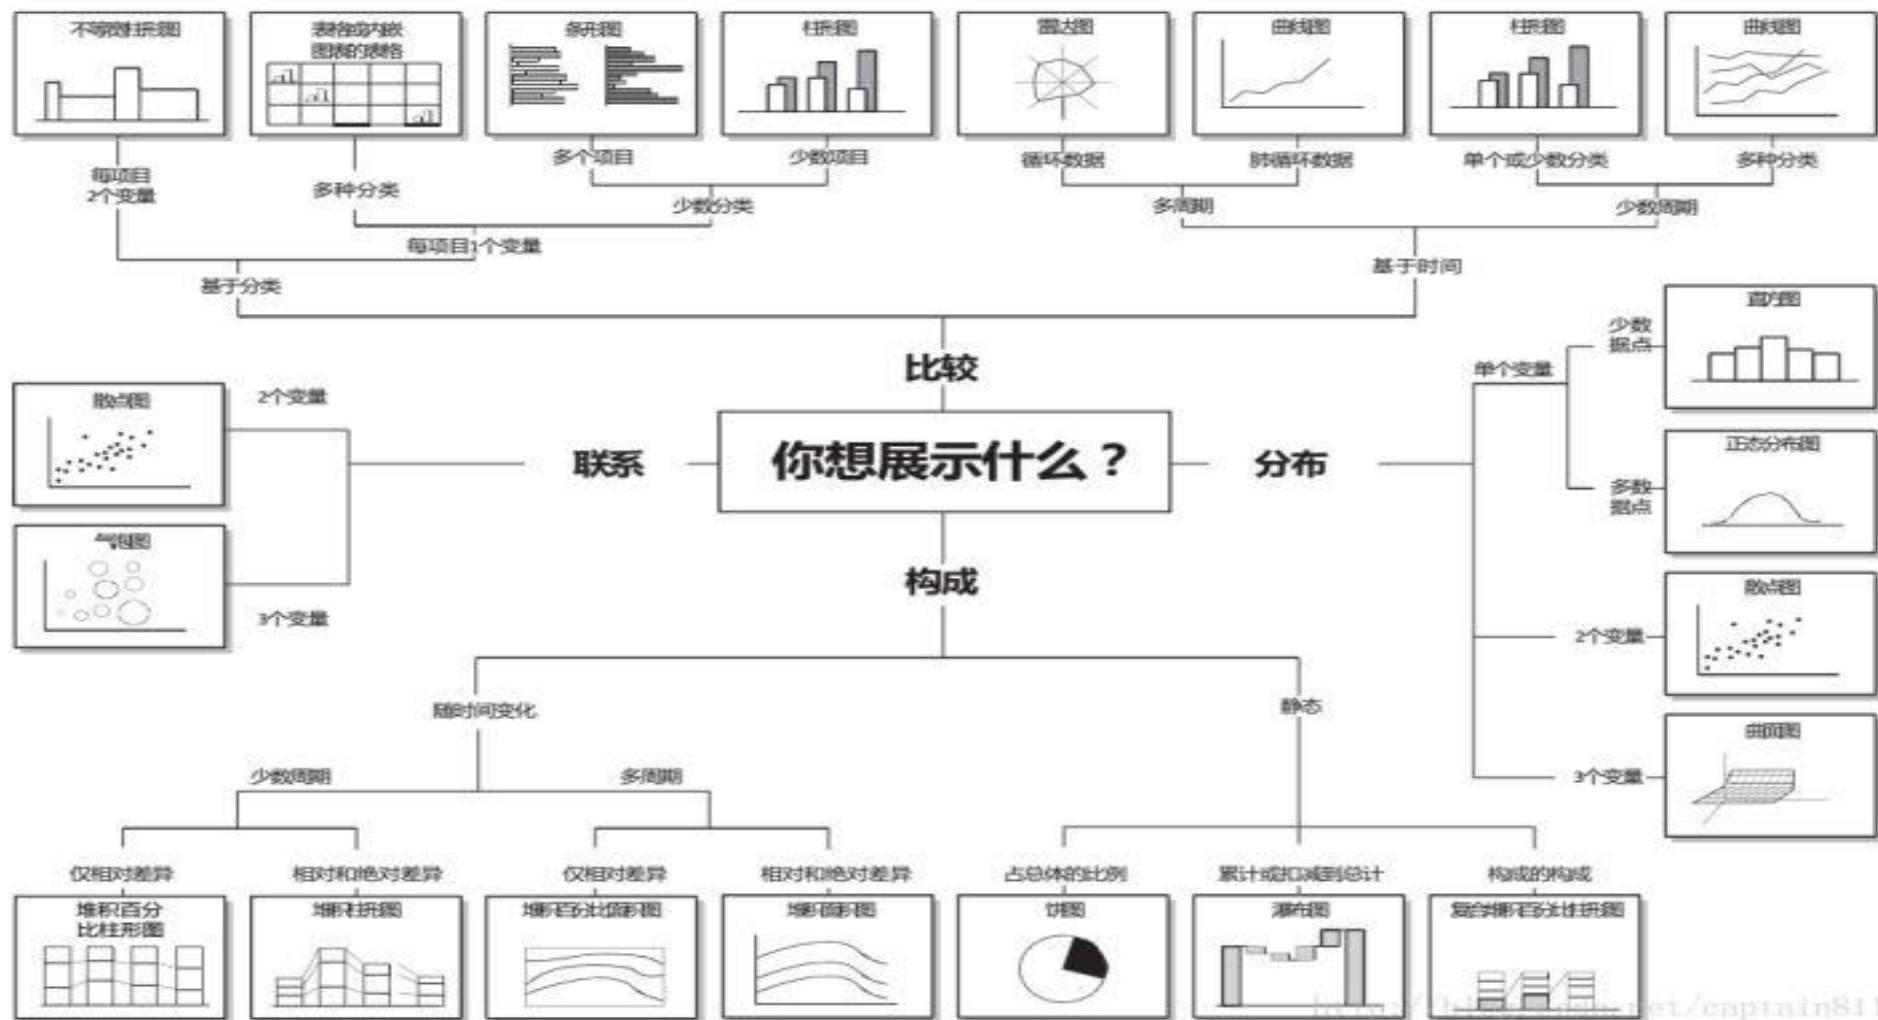 不等宽柱形图
表格或内嵌
图表的表格
条形图
柱形图
雷达图
曲线图
柱形图
曲线图
每项目
2个变量
多种分类
多个项目
少数项目
循环数据
肺循环数据
单个或少数分类
多种分类
少数分类
多周期
少数周期
每项目1个变量
基于分类
基于时间
比较
你想展示什么？
联系
2个变量
散点图
气泡图
3个变量
分布
单个变量
少数
据点
直方图
多数
据点
正态分布图
2个变量
散点图
3个变量
曲面图
构成
随时间变化
静态
少数周期
多周期
仅相对差异
相对和绝对差异
仅相对差异
相对和绝对差异
占总体的比例
累计或扣减到总计
构成的构成
堆积百分
比柱形图
堆积柱形图
堆积百分比面积图
堆积面积图
饼图
瀑布图
复合堆积百分比柱形图